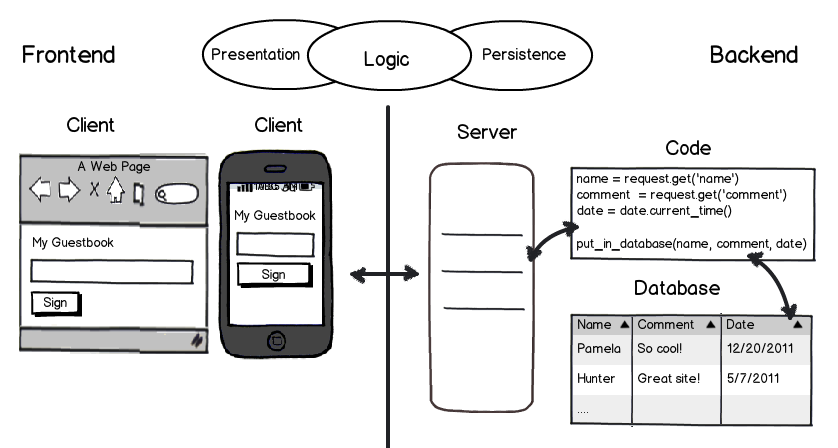 Frontend
Presentation
Logic
Persistence
Backend
Client
Client
Server
Code
A Web Page
X
My Guestbook
Sign
My Guestbook
Sign
name = request.get('name')
comment = request.get('comment')
date = date.current_time()
put_in_database(name, comment, date)
Database
Name ▲ Comment ▲ Date ▲
Pamela So cool! 12/20/2011
Hunter Great site! 5/7/2011
....